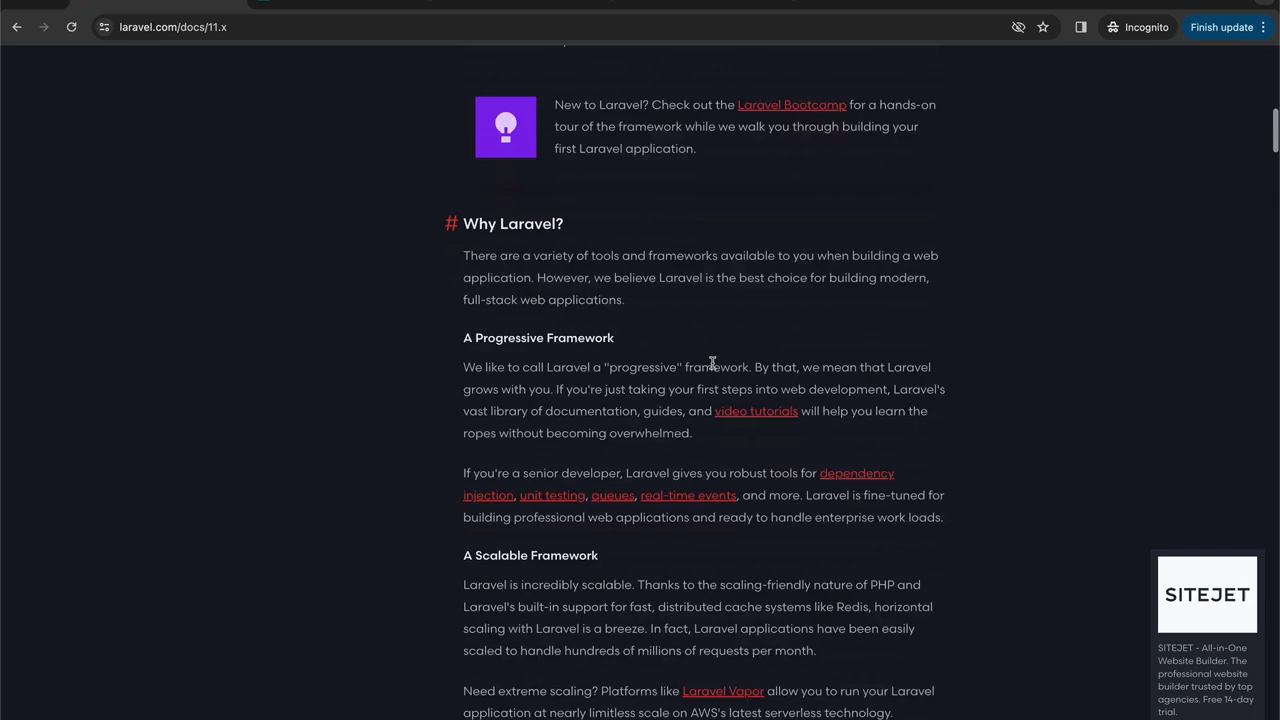 laravel.com/docs/11.x
Incognito
Finish update
New to Laravel? Check out the Laravel Bootcamp for a hands-on
tour of the framework while we walk you through building your
first Laravel application.
# Why Laravel?
There are a variety of tools and frameworks available to you when building a web
application. However, we believe Laravel is the best choice for building modern,
full-stack web applications.
A Progressive Framework
We like to call Laravel a "progressive" framework. By that, we mean that Laravel
grows with you. If you're just taking your first steps into web development, Laravel's
vast library of documentation, guides, and video tutorials will help you learn the
ropes without becoming overwhelmed.
If you're a senior developer, Laravel gives you robust tools for dependency
injection, unit testing, queues, real-time events, and more. Laravel is fine-tuned for
building professional web applications and ready to handle enterprise work loads.
A Scalable Framework
Laravel is incredibly scalable. Thanks to the scaling-friendly nature of PHP and
Laravel's built-in support for fast, distributed cache systems like Redis, horizontal
scaling with Laravel is a breeze. In fact, Laravel applications have been easily
scaled to handle hundreds of millions of requests per month.
Need extreme scaling? Platforms like Laravel Vapor allow you to run your Laravel
application at nearly limitless scale on AWS's latest serverless technology.
SITEJET
SITEJET - All-in-One
Website Builder. The
professional website
builder trusted by top
agencies. Free 14-day
trial.